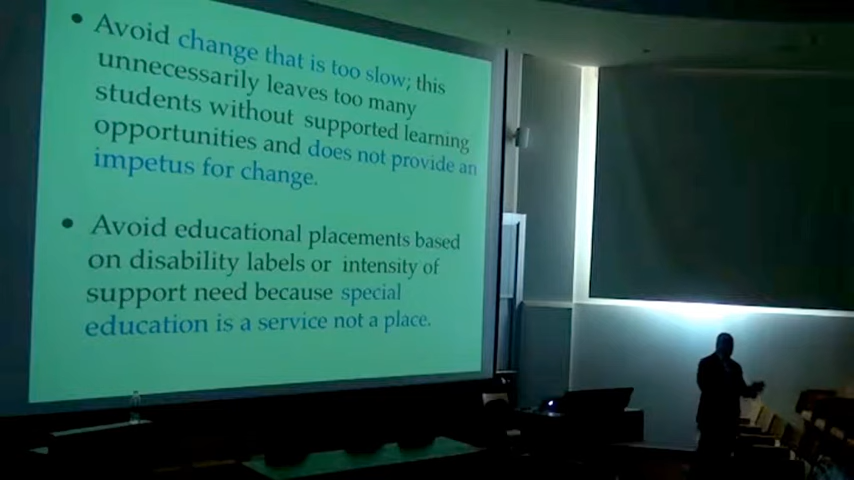 • Avoid change that is too slow; this
unnecessarily leaves too many
students without supported learning
opportunities and does not provide an
impetus for change.
• Avoid educational placements based
on disability labels or intensity of
support need because special
education is a service not a place.